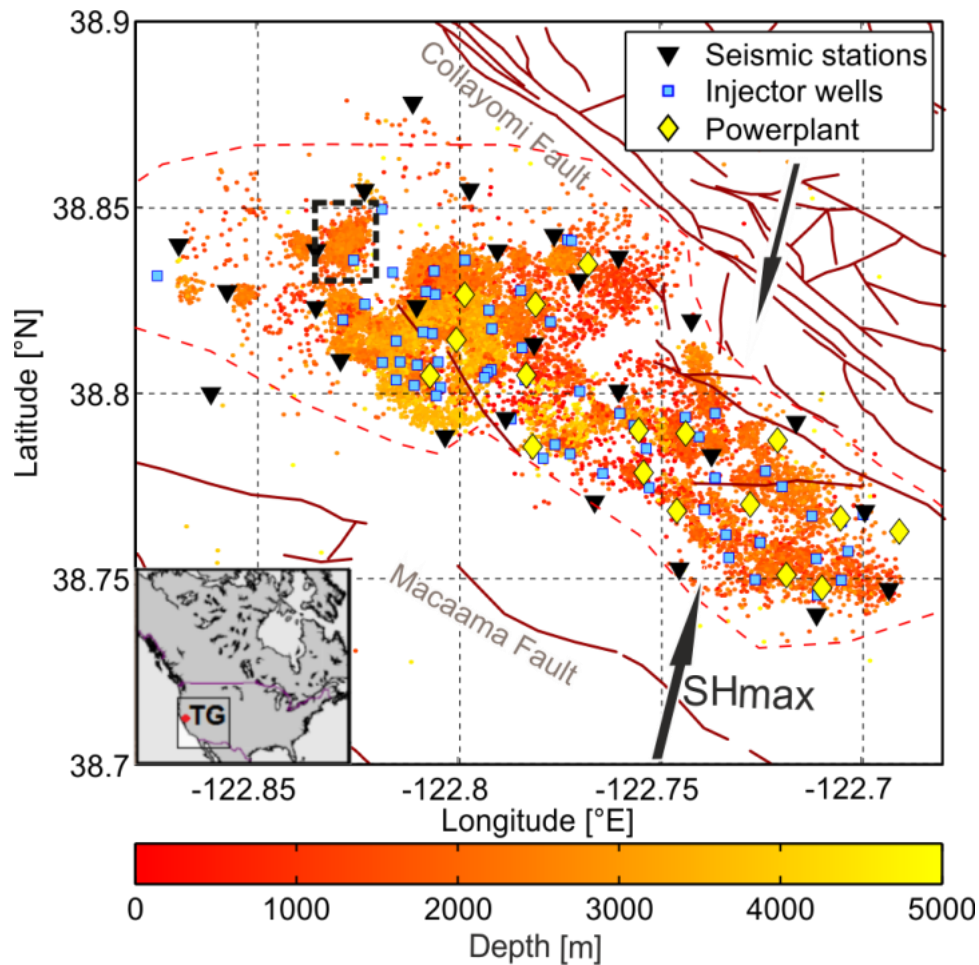 38.9
38.85
38.8
38.75
38.7
Latitude [°N]
Seismic stations
Injector wells
Powerplant
Collayomi Fault
Macaama Fault
SHmax
TG
-122.85
-122.8
-122.75
-122.7
Longitude [°E]
0
1000
2000
3000
4000
5000
Depth [m]